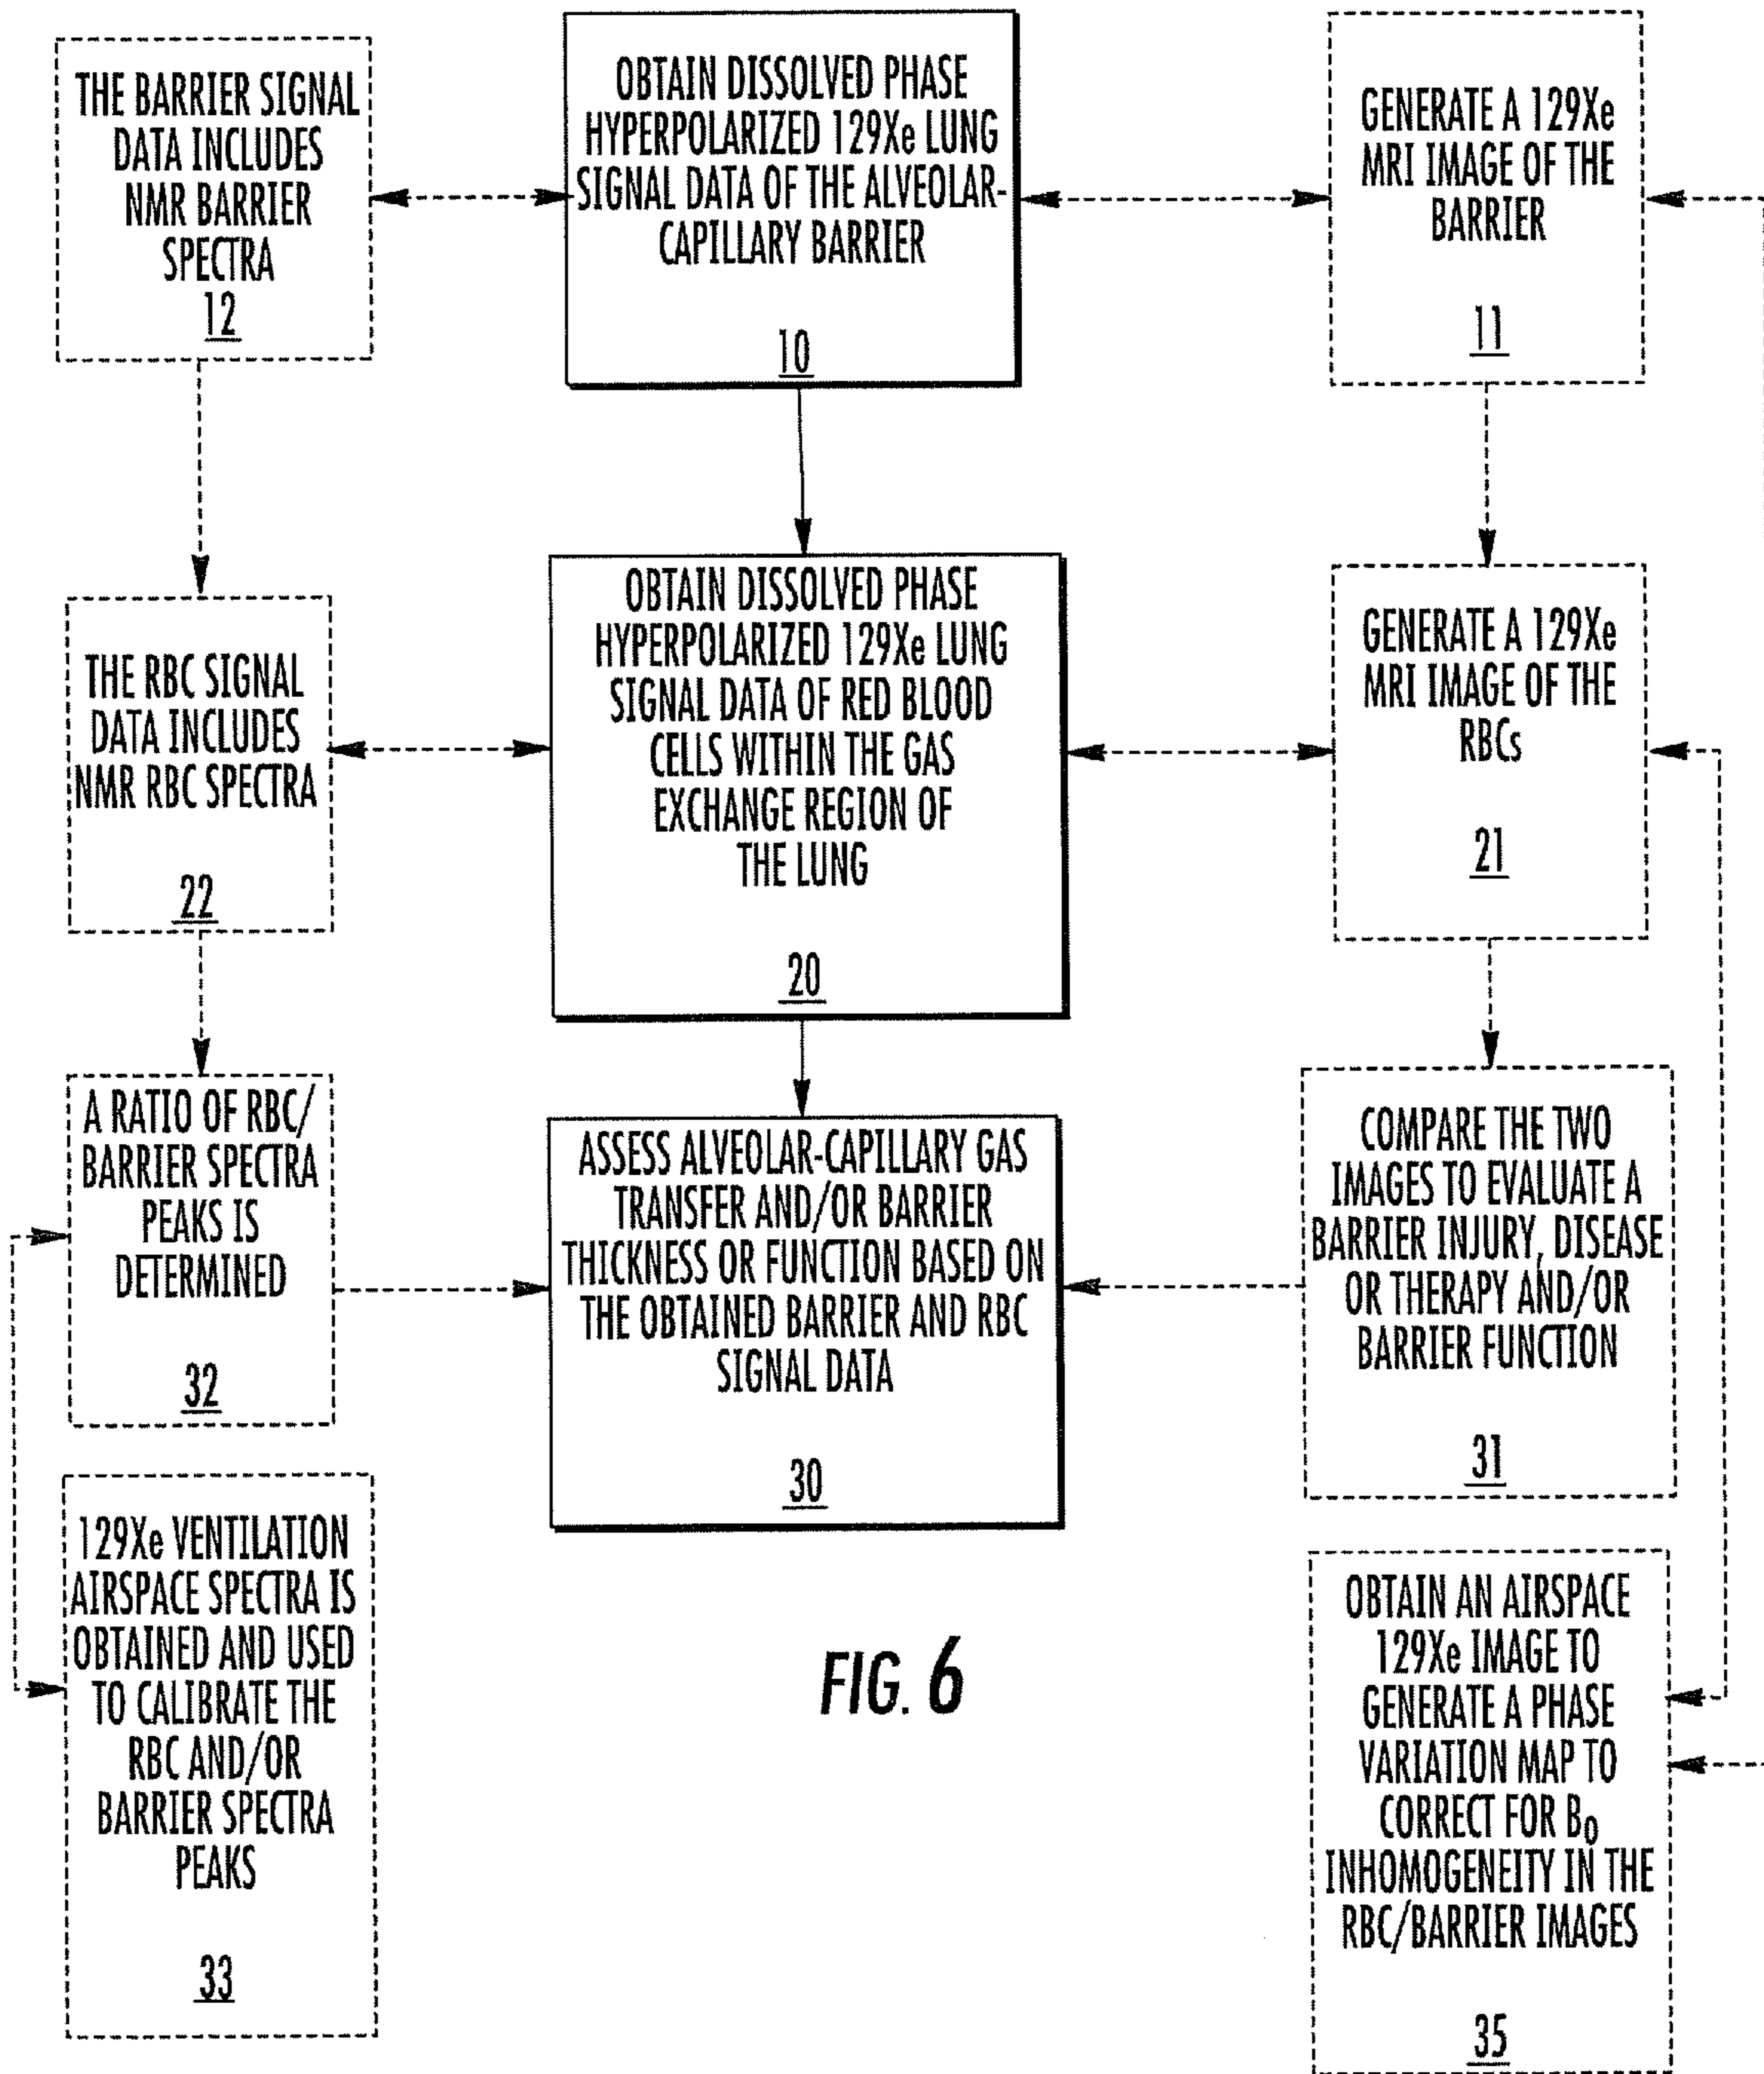 THE BARRIER SIGNAL
DATA INCLUDES
NMR BARRIER
SPECTRA
12
OBTAIN DISSOLVED PHASE
HYPERPOLARIZED 129Xe LUNG
SIGNAL DATA OF THE ALVEOLAR-
CAPILLARY BARRIER
10
GENERATE A 129Xe
MRI IMAGE OF THE
BARRIER
11
THE RBC SIGNAL
DATA INCLUDES
NMR RBC SPECTRA
22
OBTAIN DISSOLVED PHASE
HYPERPOLARIZED 129Xe LUNG
SIGNAL DATA OF RED BLOOD
CELLS WITHIN THE GAS
EXCHANGE REGION OF
THE LUNG
20
GENERATE A 129Xe
MRI IMAGE OF THE
RBCs
21
A RATIO OF RBC/
BARRIER SPECTRA
PEAKS IS
DETERMINED
32
ASSESS ALVEOLAR-CAPILLARY GAS
TRANSFER AND/OR BARRIER
THICKNESS OR FUNCTION BASED ON
THE OBTAINED BARRIER AND RBC
SIGNAL DATA
30
COMPARE THE TWO
IMAGES TO EVALUATE A
BARRIER INJURY, DISEASE
OR THERAPY AND/OR
BARRIER FUNCTION
31
129Xe VENTILATION
AIRSPACE SPECTRA IS
OBTAINED AND USED
TO CALIBRATE THE
RBC AND/OR
BARRIER SPECTRA
PEAKS
33
OBTAIN AN AIRSPACE
129Xe IMAGE TO
GENERATE A PHASE
VARIATION MAP TO
CORRECT FOR B0
INHOMOGENEITY IN THE
RBC/BARRIER IMAGES
35
FIG. 6